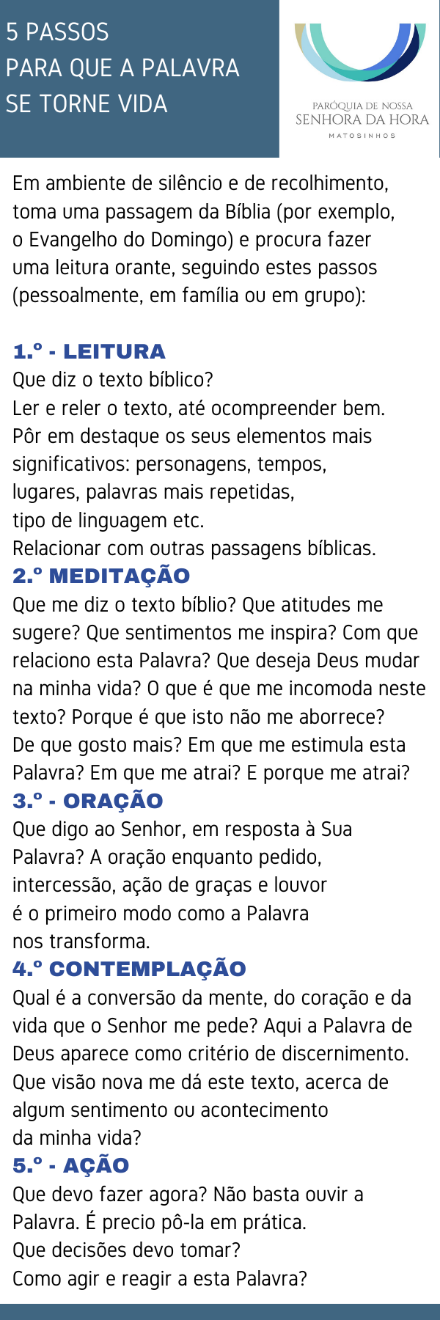 5 PASSOS
PARA QUE A PALAVRA
SE TORNE VIDA
PARÓQUIA DE NOSSA
SENHORA DA HORA
MATOSINHOS
Em ambiente de silêncio e de recolhimento,
toma uma passagem da Bíblia (por exemplo,
o Evangelho do Domingo) e procura fazer
uma leitura orante, seguindo estes passos
(pessoalmente, em família ou em grupo):
1.º - LEITURA
Que diz o texto bíblico?
Ler e reler o texto, até ocompreender bem.
Pôr em destaque os seus elementos mais
significativos: personagens, tempos,
lugares, palavras mais repetidas,
tipo de linguagem etc.
Relacionar com outras passagens bíblicas.
2.º MEDITAÇÃO
Que me diz o texto bíblio? Que atitudes me
sugere? Que sentimentos me inspira? Com que
relaciono esta Palavra? Que deseja Deus mudar
na minha vida? O que é que me incomoda neste
texto? Porque é que isto não me aborrece?
De que gosto mais? Em que me estimula esta
Palavra? Em que me atrai? E porque me atrai?
3.º - ORAÇÃO
Que digo ao Senhor, em resposta à Sua
Palavra? A oração enquanto pedido,
intercessão, ação de graças e louvor
é o primeiro modo como a Palavra
nos transforma.
4.º CONTEMPLAÇÃO
Qual é a conversão da mente, do coração e da
vida que o Senhor me pede? Aqui a Palavra de
Deus aparece como critério de discernimento.
Que visão nova me dá este texto, acerca de
algum sentimento ou acontecimento
da minha vida?
5.º - AÇÃO
Que devo fazer agora? Não basta ouvir a
Palavra. É precio pô-la em prática.
Que decisões devo tomar?
Como agir e reagir a esta Palavra?